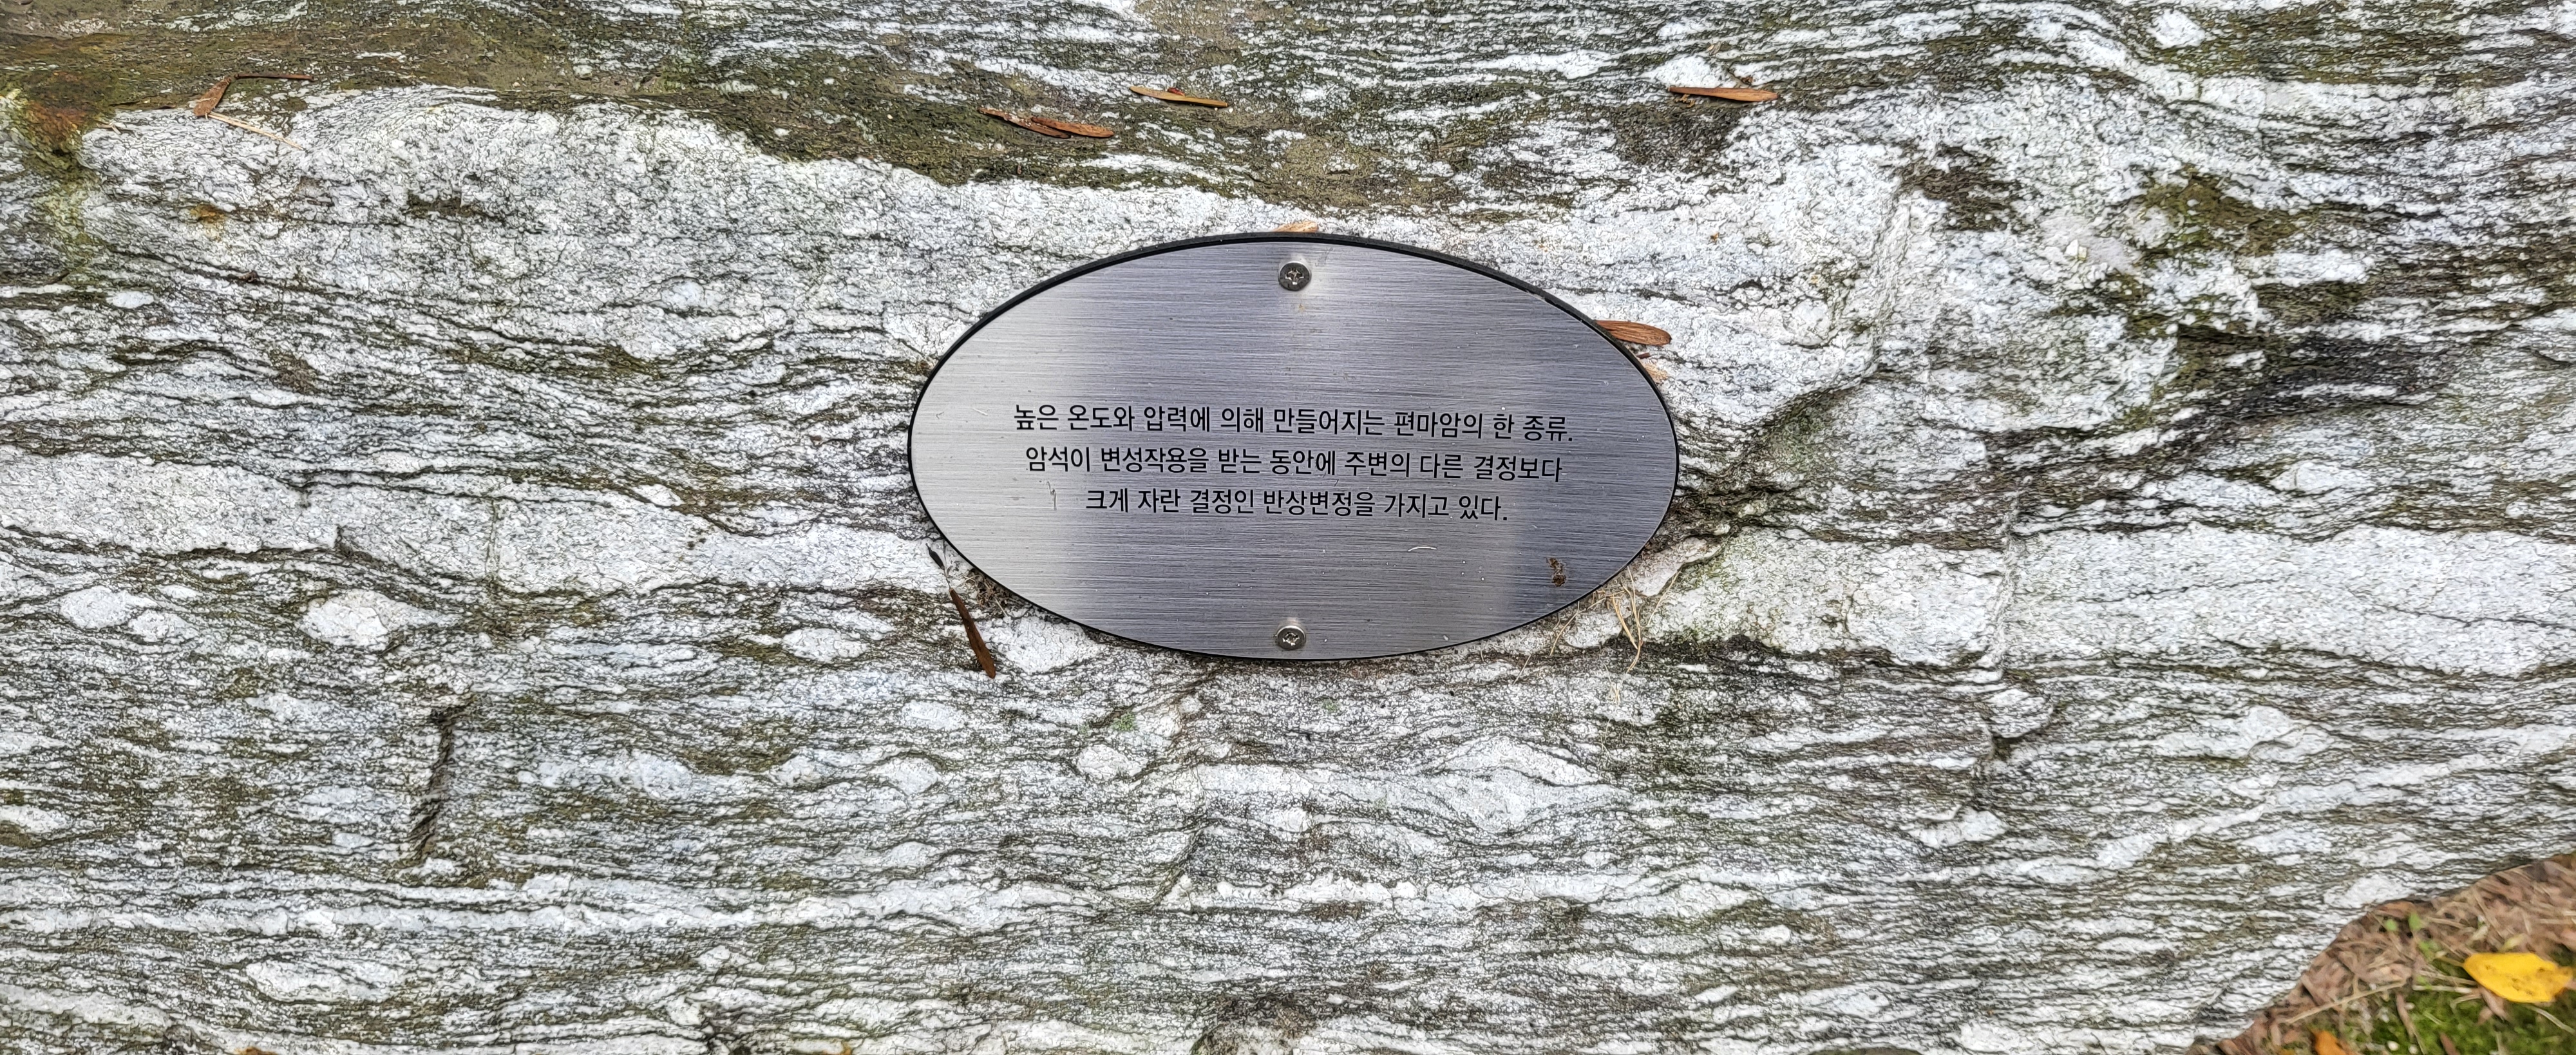 높은 온도와 압력에 의해 만들어지는 편마암의 한 종류.
암석이 변성작용을 받는 동안에 주변의 다른 결정보다
크게 자란 결정인 반상변정을 가지고 있다.